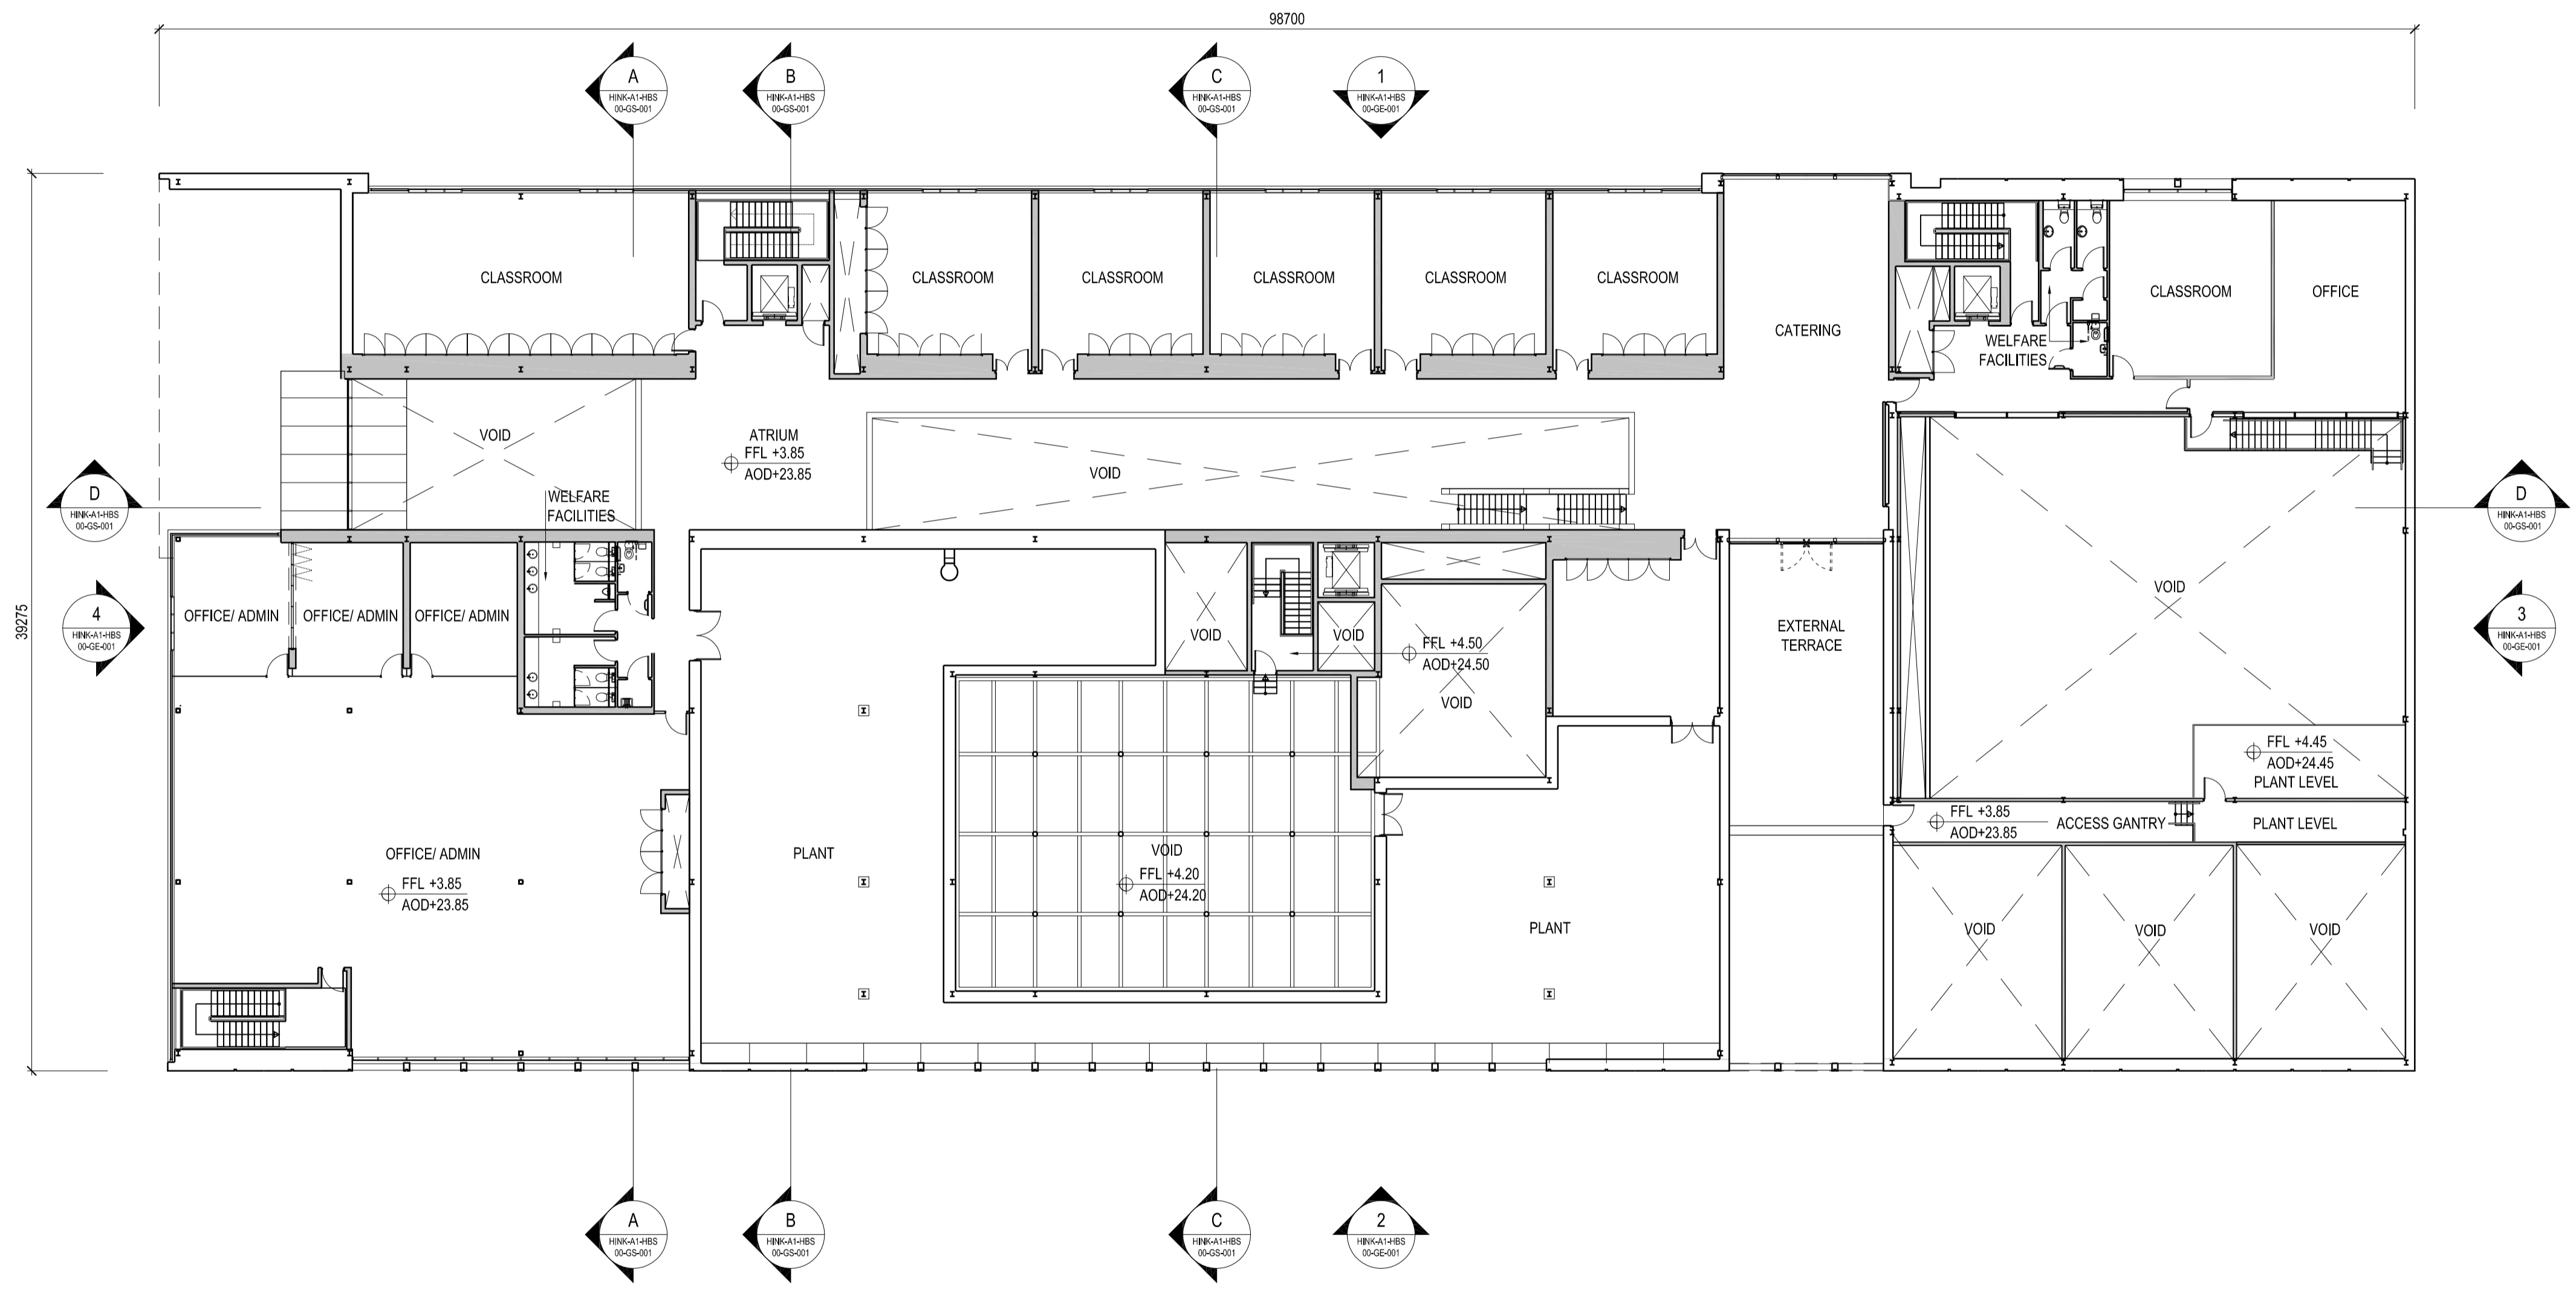 98700
A
HINK-A1-HBS
00-GS-001
B
HINK-A1-HBS
00-GS-001
C
HINK-A1-HBS
00-GS-001
1
HINK-A1-HBS
00-GE-001
CLASSROOM
CLASSROOM
CLASSROOM
CLASSROOM
CLASSROOM
CLASSROOM
CLASSROOM
OFFICE
CATERING
WELFARE
FACILITIES
VOID
ATRIUM
FFL +3.85
AOD+23.85
VOID
D
HINK-A1-HBS
00-GS-001
WELFARE
FACILITIES
D
HINK-A1-HBS
00-GS-001
39275
4
HINK-A1-HBS
00-GE-001
OFFICE/ ADMIN
OFFICE/ ADMIN
OFFICE/ ADMIN
VOID
VOID
FFL +4.50
AOD+24.50
VOID
EXTERNAL
TERRACE
VOID
3
HINK-A1-HBS
00-GE-001
FFL +4.45
AOD+24.45
PLANT LEVEL
FFL +3.85
AOD+23.85
ACCESS GANTRY
PLANT LEVEL
OFFICE/ ADMIN
FFL +3.85
AOD+23.85
PLANT
VOID
FFL +4.20
AOD+24.20
PLANT
VOID
VOID
VOID
A
HINK-A1-HBS
00-GS-001
B
HINK-A1-HBS
00-GS-001
C
HINK-A1-HBS
00-GS-001
2
HINK-A1-HBS
00-GE-001